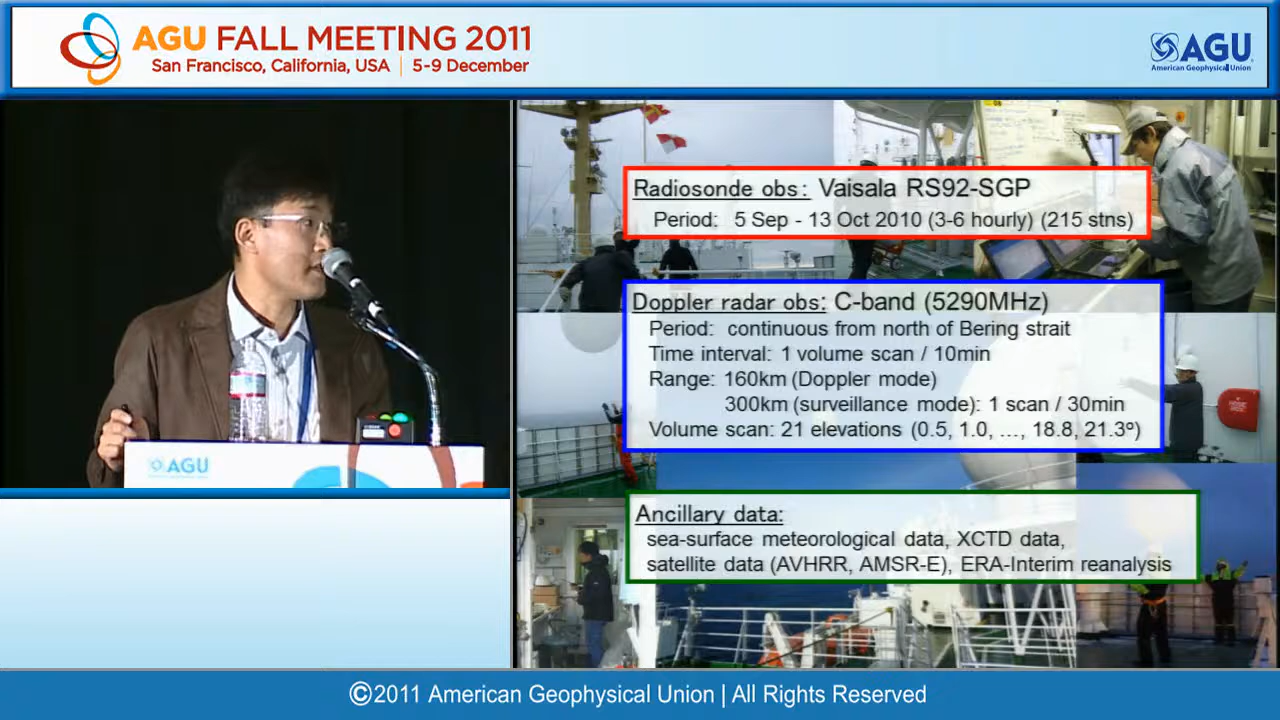 AGU FALL MEETING 2011
San Francisco, California, USA | 5-9 December
AGU
American Geophysical Union
Radiosonde obs: Vaisala RS92-SGP
Period: 5 Sep - 13 Oct 2010 (3-6 hourly) (215 stns)
Doppler radar obs: C-band (5290MHz)
Period: continuous from north of Bering strait
Time interval: 1 volume scan / 10min
Range: 160km (Doppler mode)
300km (surveillance mode): 1 scan / 30min
Volume scan: 21 elevations (0.5, 1.0, ..., 18.8, 21.3º)
Ancillary data:
sea-surface meteorological data, XCTD data,
satellite data (AVHRR, AMSR-E), ERA-Interim reanalysis
AGU
©2011 American Geophysical Union | All Rights Reserved